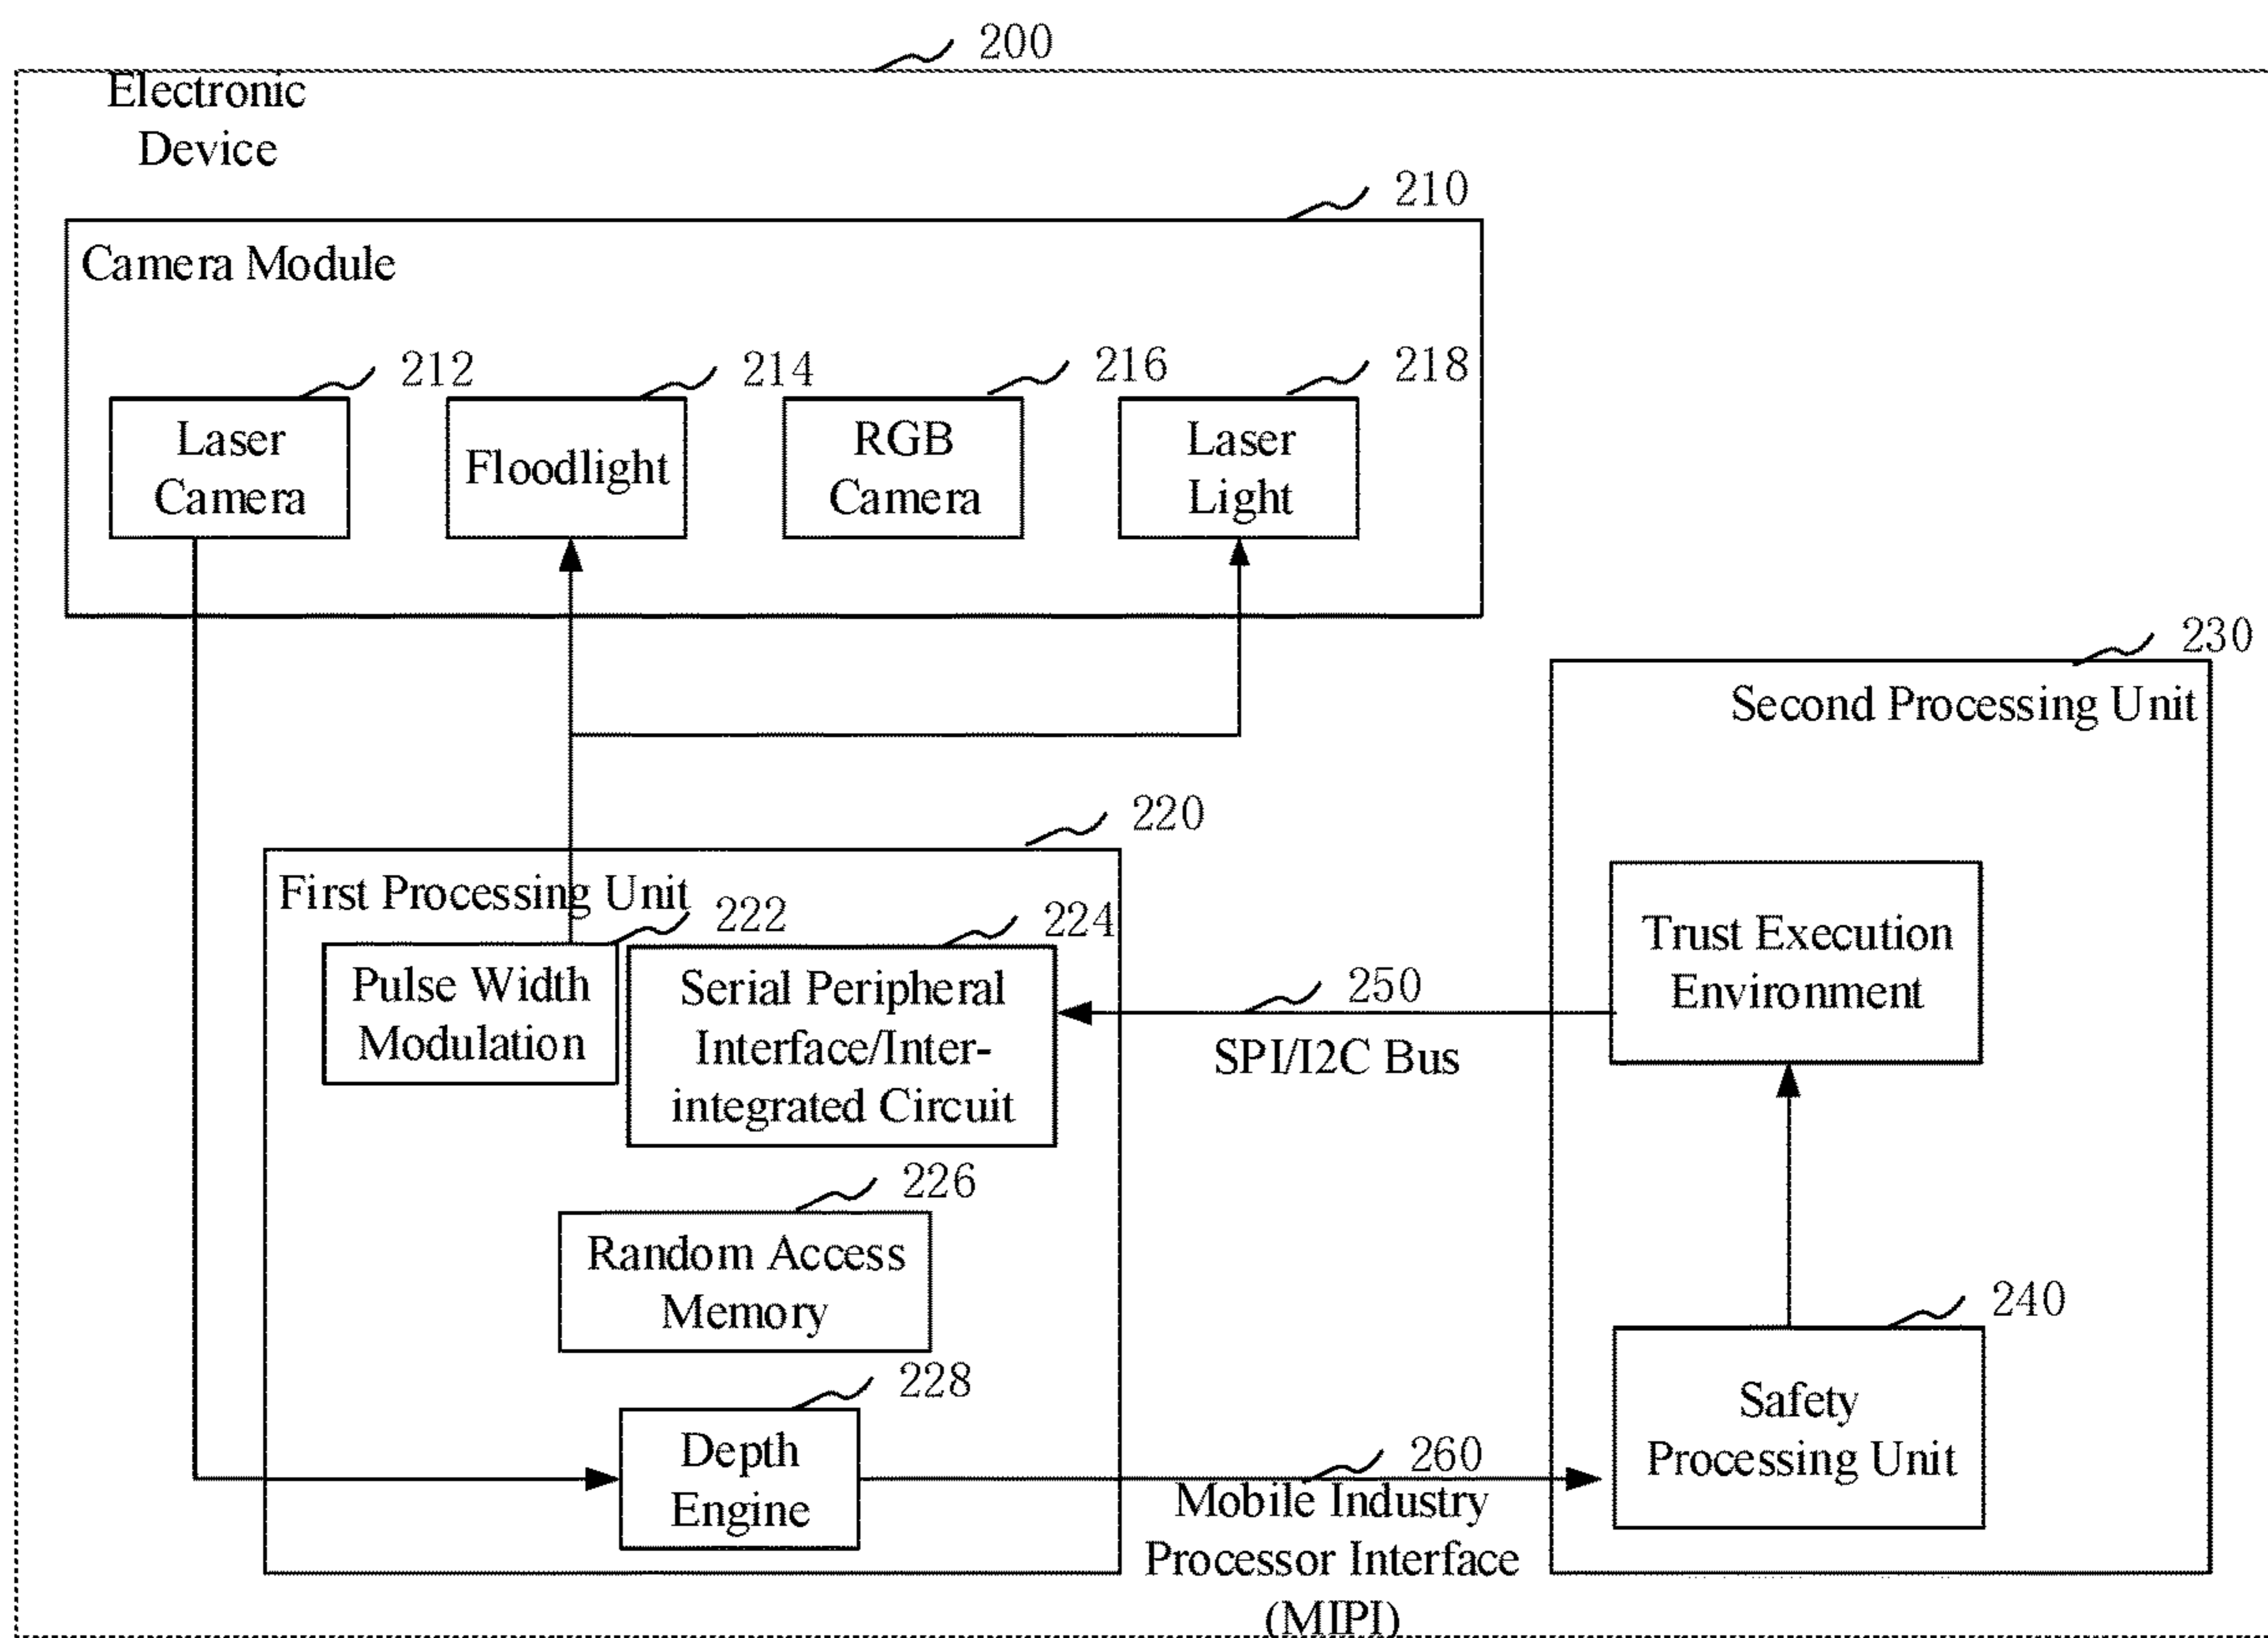 200
Electronic
Device
210
Camera Module
212
214
216
218
Laser
Camera
Floodlight
RGB
Camera
Laser
Light
230
Second Processing Unit
220
First Processing Unit
222
224
Pulse Width
Modulation
Serial Peripheral
Interface/Inter-
integrated Circuit
250
SPI/I2C Bus
Trust Execution
Environment
226
Random Access
Memory
228
Depth
Engine
240
Safety
Processing Unit
260
Mobile Industry
Processor Interface
(MIPI)